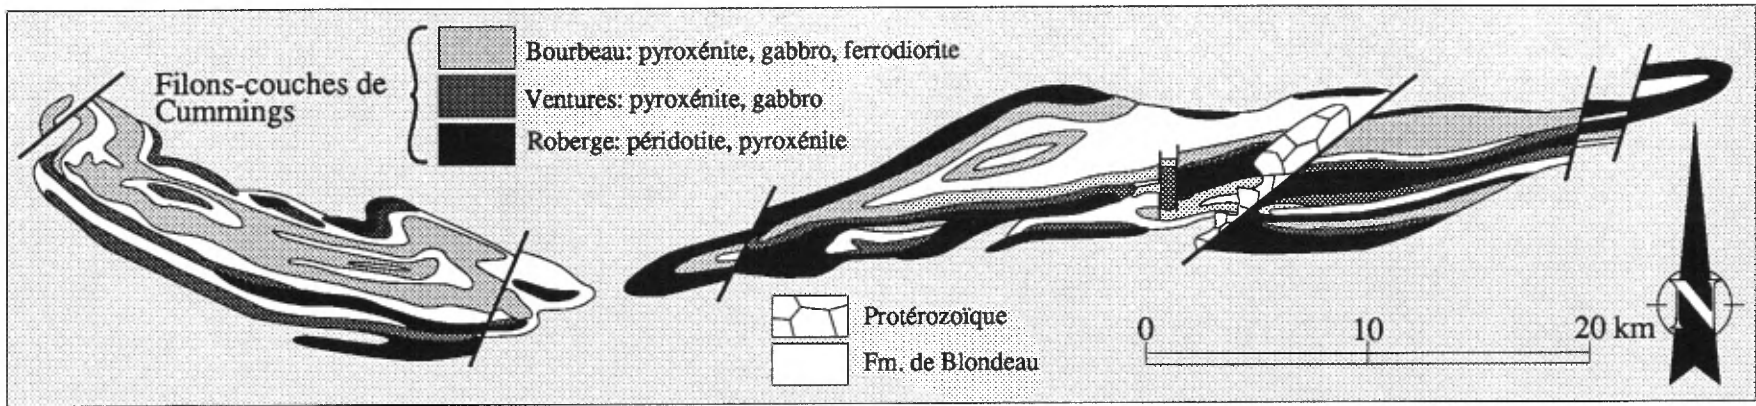 Filons-couches de
Cummings
Bourbeau: pyroxénite, gabbro, ferrodiorite
Ventures: pyroxénite, gabbro
Roberge: péridotite, pyroxénite
Protérozoïque
Fm. de Blondeau
0 10 20 km
N